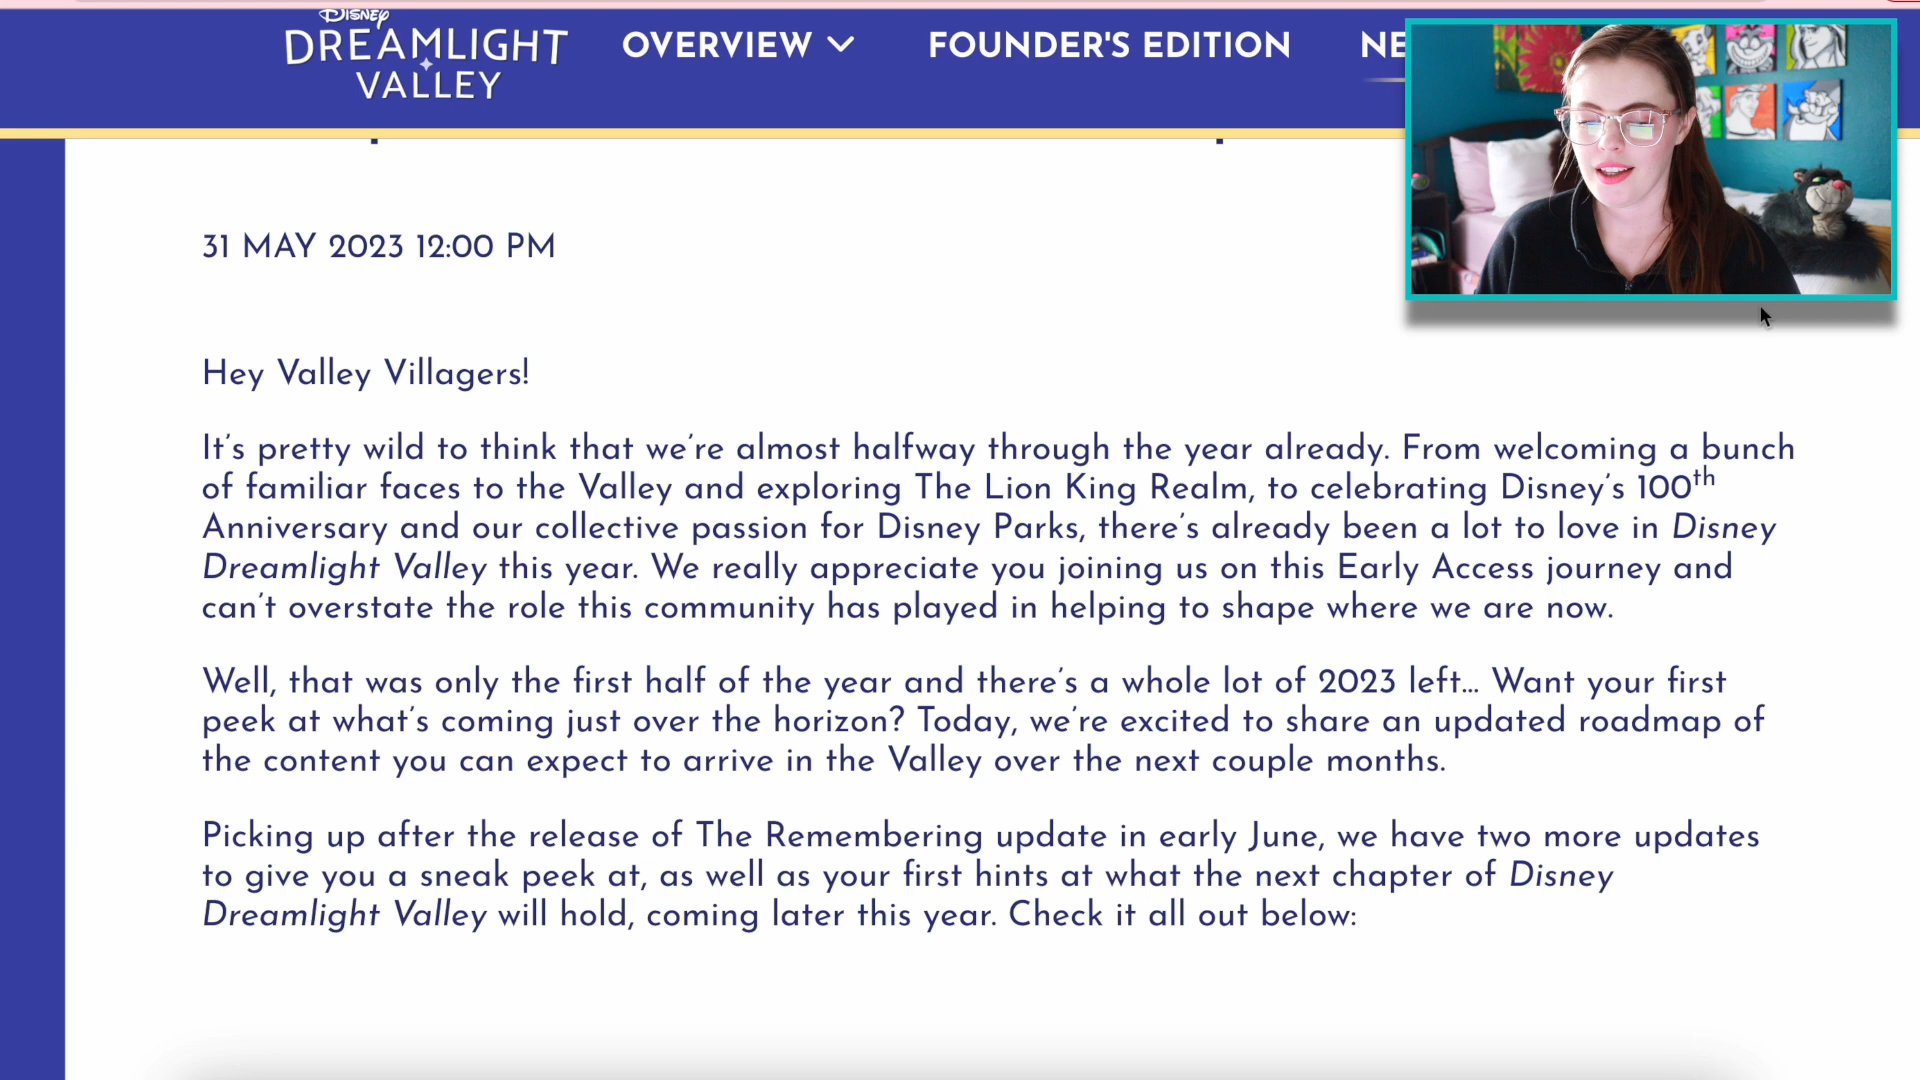 Disney
DREAMLIGHT
VALLEY
OVERVIEW
FOUNDER'S EDITION
NE
31 MAY 2023 12:00 PM
Hey Valley Villagers!
It’s pretty wild to think that we’re almost halfway through the year already. From welcoming a bunch
of familiar faces to the Valley and exploring The Lion King Realm, to celebrating Disney’s 100th
Anniversary and our collective passion for Disney Parks, there’s already been a lot to love in Disney
Dreamlight Valley this year. We really appreciate you joining us on this Early Access journey and
can’t overstate the role this community has played in helping to shape where we are now.
Well, that was only the first half of the year and there’s a whole lot of 2023 left... Want your first
peek at what’s coming just over the horizon? Today, we’re excited to share an updated roadmap of
the content you can expect to arrive in the Valley over the next couple months.
Picking up after the release of The Remembering update in early June, we have two more updates
to give you a sneak peek at, as well as your first hints at what the next chapter of Disney
Dreamlight Valley will hold, coming later this year. Check it all out below: